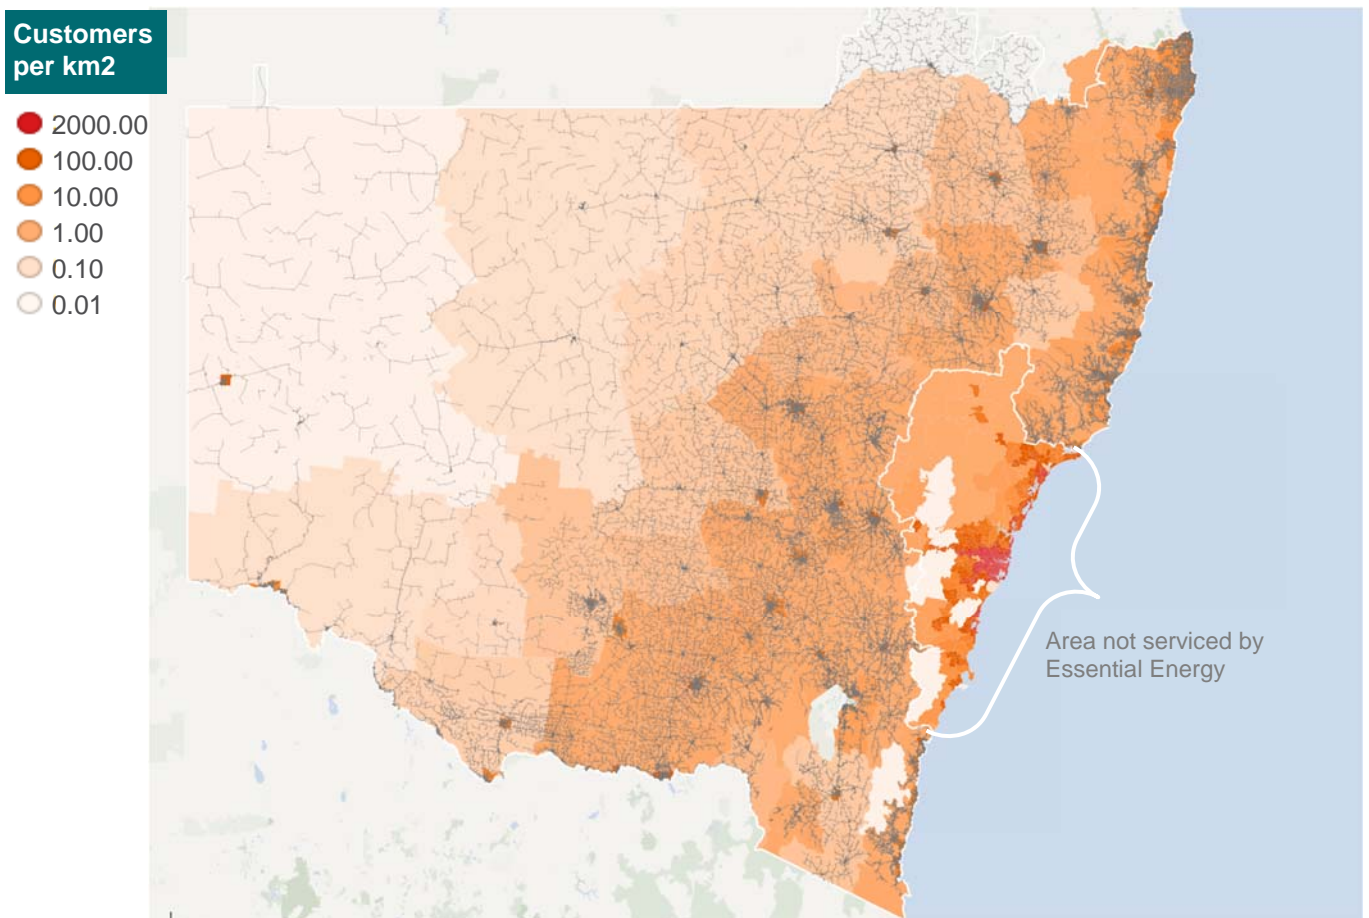 Customers
per km2
2000.00
100.00
10.00
1.00
0.10
0.01
Area not serviced by
Essential Energy